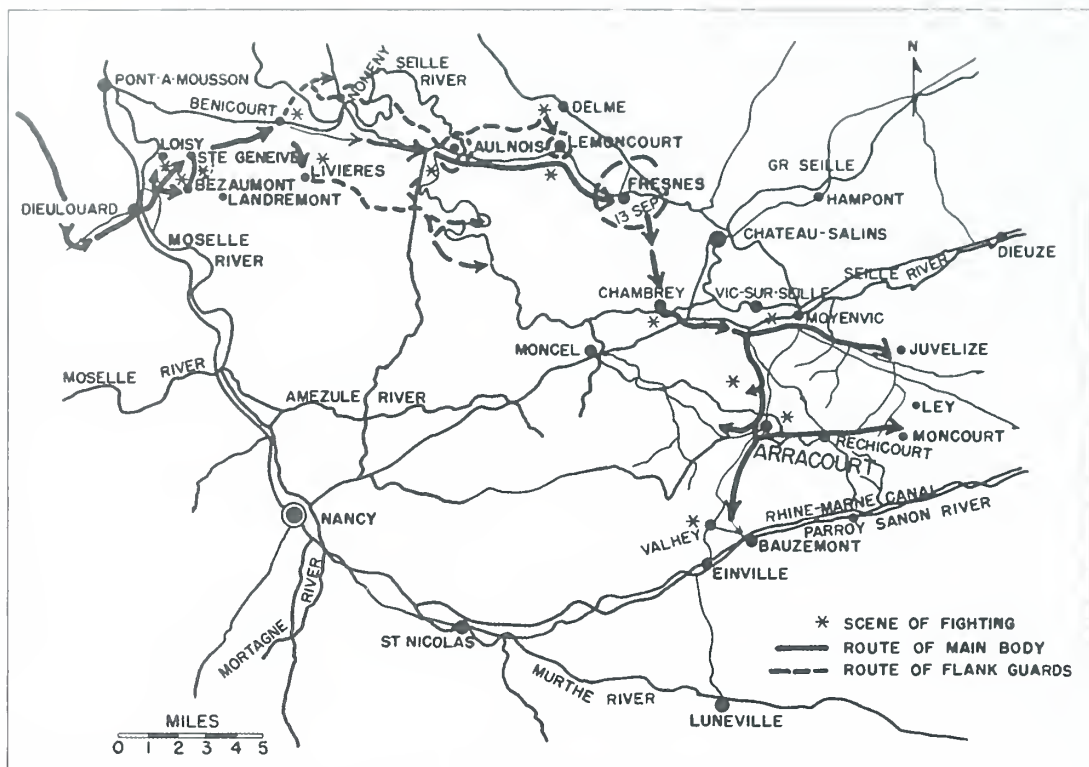 N
PONT-A-MOUSSON
NOMENY
SEILLE
RIVER
BENICOURT
DELME
LOISY
STE GENEIVE
AULNOIS
LEMONCOURT
GR SEILLE
LIVIERES
BEZAUMONT
LANDREMONT
FRESNES
13 SEP
HAMPONT
DIEULOUARD
MOSELLE
RIVER
CHATEAU-SALINS
DIEUZE
SEILLE RIVER
CHAMBREY
VIC-SUR-SEILLE
MOYENVIC
MONCEL
JUVELIZE
MOSELLE RIVER
AMEZULE RIVER
LEY
MONCOURT
RECHICOURT
ARRACOURT
RHINE-MARNE CANAL
PARROY SANON RIVER
NANCY
VALHEY
BAUZEMONT
EINVILLE
MORTAGNE RIVER
ST NICOLAS
MURTHE RIVER
LUNEVILLE
* SCENE OF FIGHTING
ROUTE OF MAIN BODY
ROUTE OF FLANK GUARDS
MILES
0 1 2 3 4 5